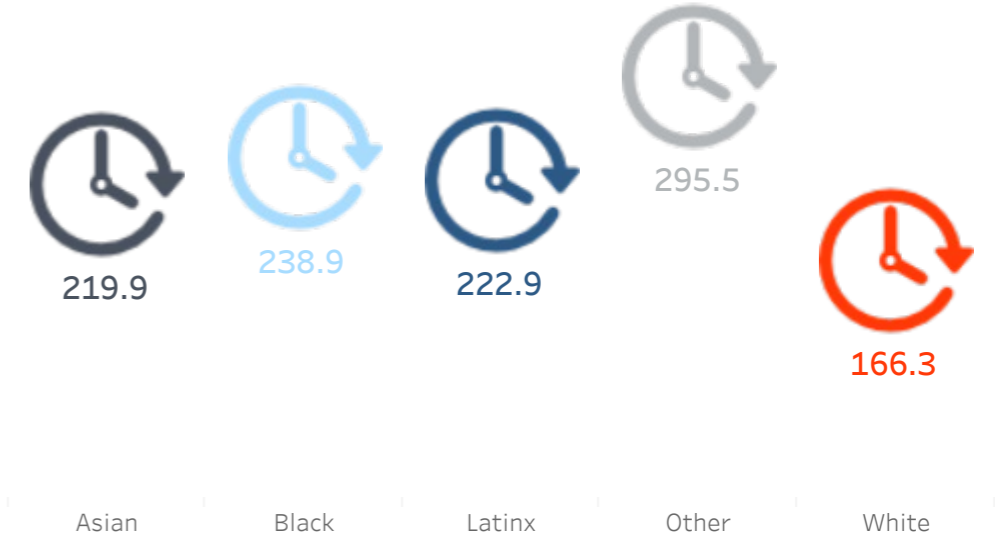 295.5
238.9
222.9
219.9
166.3
Asian
Black
Latinx
Other
White